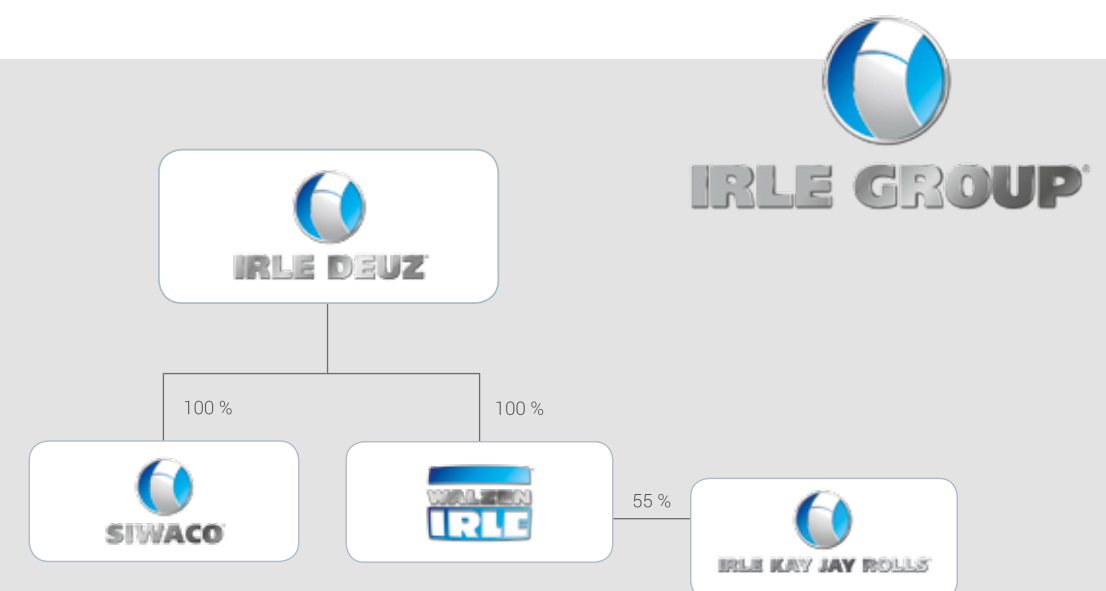 IRLE GROUP®
IRLE DEUZ
100 %
100 %
SIWACO
WALZEN
IRLE
55 %
IRLE KAY JAY ROLLS